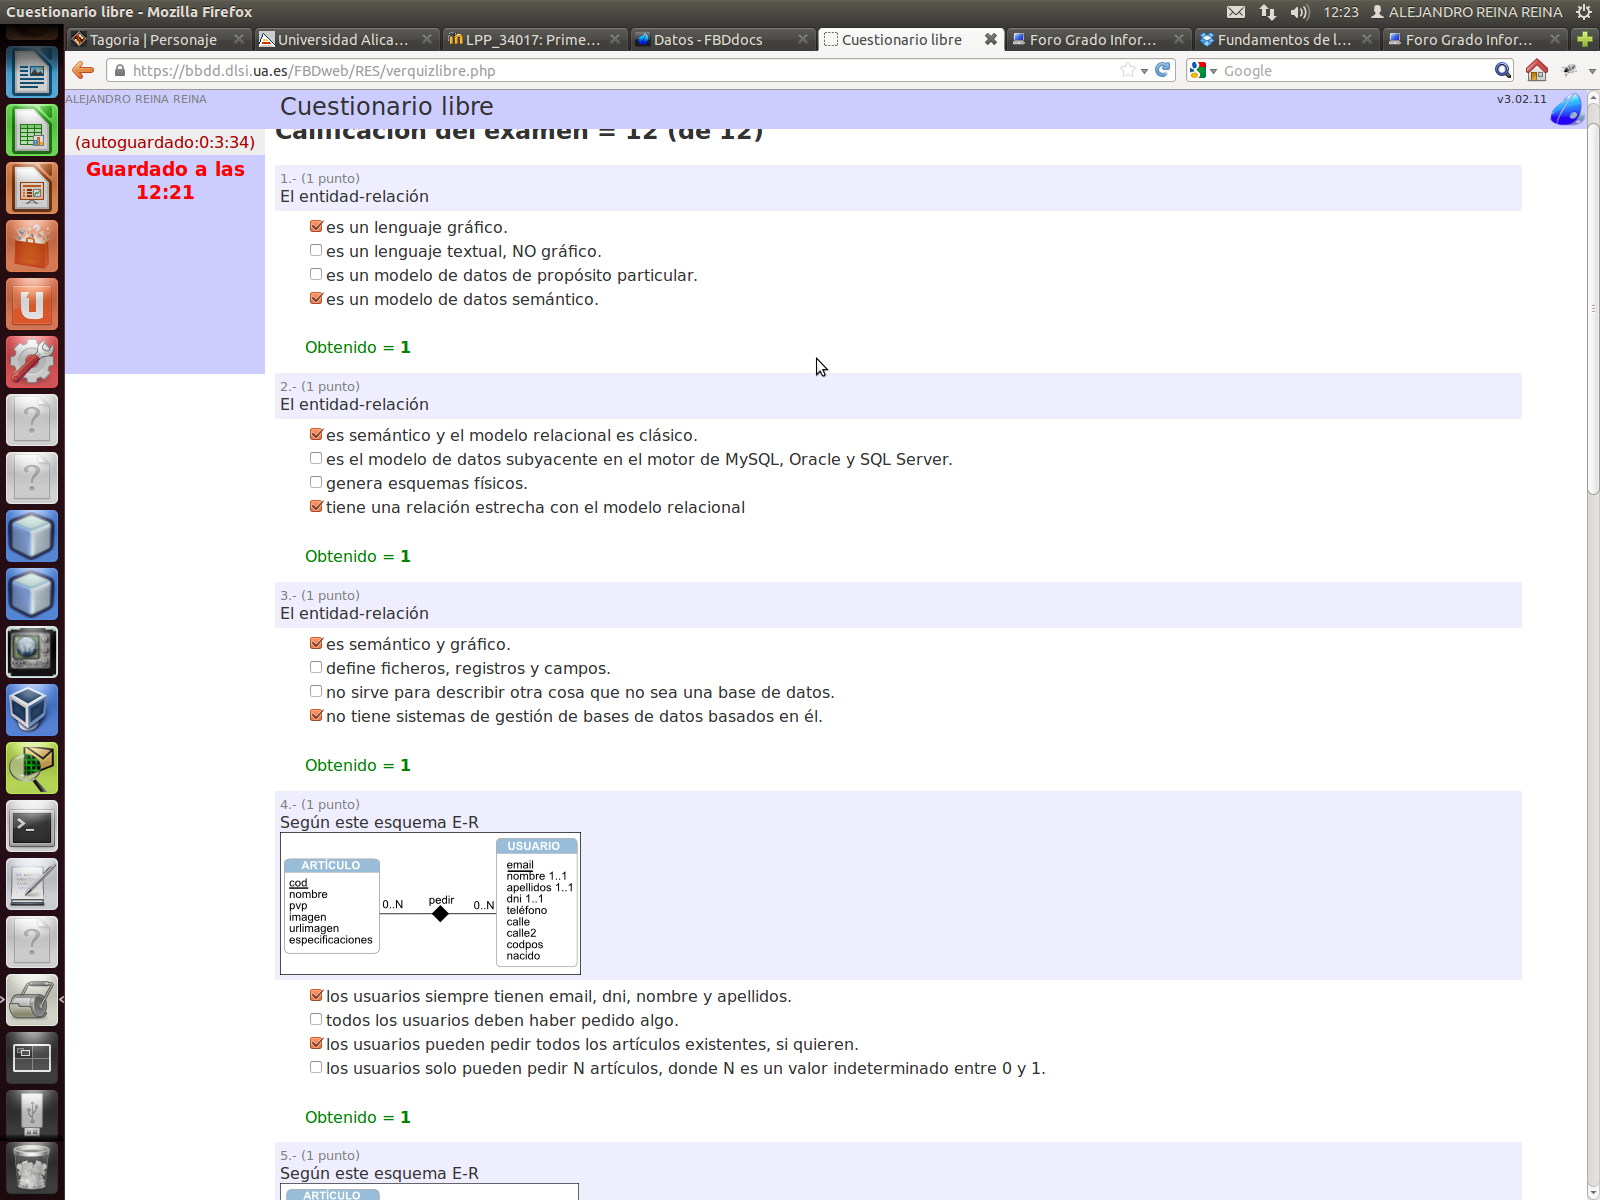 Cuestionario libre - Mozilla Firefox
12:23
ALEJANDRO REINA REINA
Tagoria | Personaje
Universidad Alica...
LPP_34017: Prime...
Datos - FBDdocs
Cuestionario libre
Foro Grado Infor...
Fundamentos de l...
Foro Grado Infor...
https://bbdd.dlsi.ua.es/FBDweb/RES/verquizlibre.php
Google
ALEJANDRO REINA REINA
Cuestionario libre
v3.02.11
(autoguardado:0:3:34)
Guardado a las
12:21
Calificación del examen = 12 (de 12)
1.- (1 punto)
El entidad-relación
es un lenguaje gráfico.
es un lenguaje textual, NO gráfico.
es un modelo de datos de propósito particular.
es un modelo de datos semántico.
Obtenido = 1
2.- (1 punto)
El entidad-relación
es semántico y el modelo relacional es clásico.
es el modelo de datos subyacente en el motor de MySQL, Oracle y SQL Server.
genera esquemas físicos.
tiene una relación estrecha con el modelo relacional
Obtenido = 1
3.- (1 punto)
El entidad-relación
es semántico y gráfico.
define ficheros, registros y campos.
no sirve para describir otra cosa que no sea una base de datos.
no tiene sistemas de gestión de bases de datos basados en él.
Obtenido = 1
4.- (1 punto)
Según este esquema E-R
ARTÍCULO
cod
nombre
pvp
imagen
urlimagen
especificaciones
0..N
pedir
0..N
USUARIO
email
nombre 1..1
apellidos 1..1
dni 1..1
teléfono
calle
calle2
codpos
nacido
los usuarios siempre tienen email, dni, nombre y apellidos.
todos los usuarios deben haber pedido algo.
los usuarios pueden pedir todos los artículos existentes, si quieren.
los usuarios solo pueden pedir N artículos, donde N es un valor indeterminado entre 0 y 1.
Obtenido = 1
5.- (1 punto)
Según este esquema E-R
ARTÍCULO